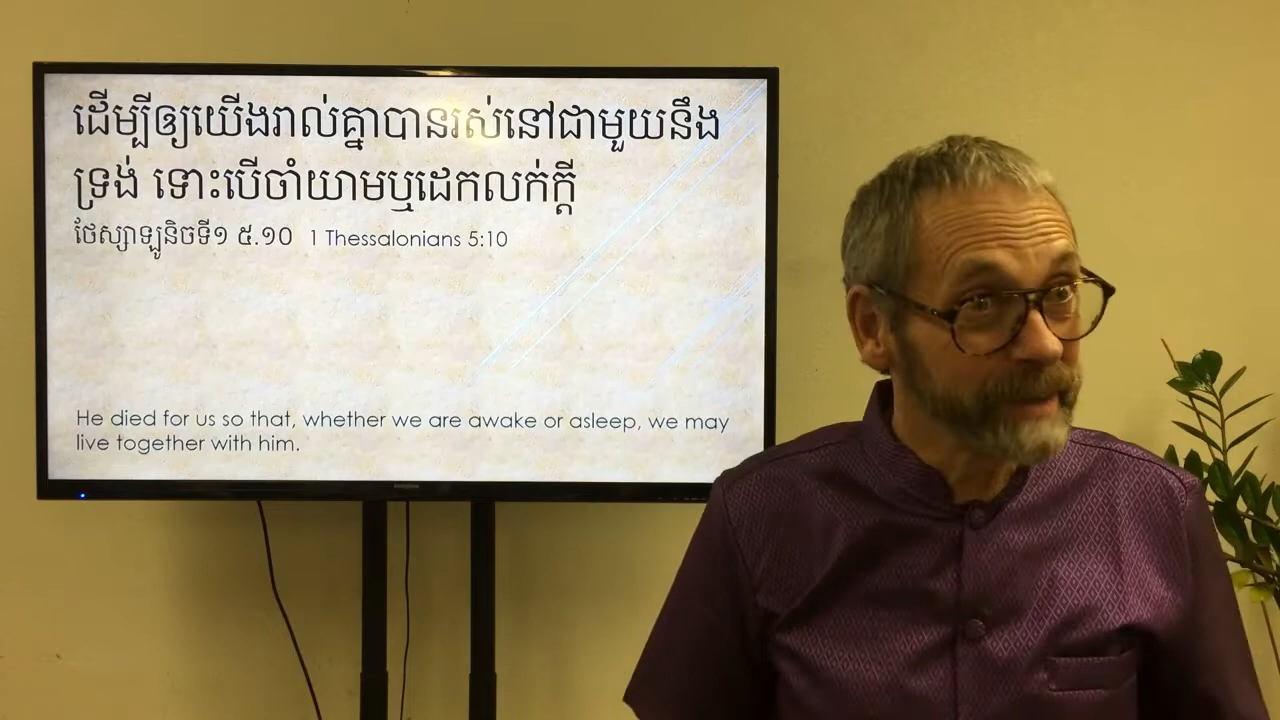 ដើម្បីឲ្យយើងរាល់គ្នាបានរស់នៅជាមួយនឹង
ទ្រង់ ទោះបើចាំយាមឬដេកលក់ក្ដី
ថែស្សាឡូនិចទី១ ៥.១០ 1 Thessalonians 5:10
He died for us so that, whether we are awake or asleep, we may
live together with him.